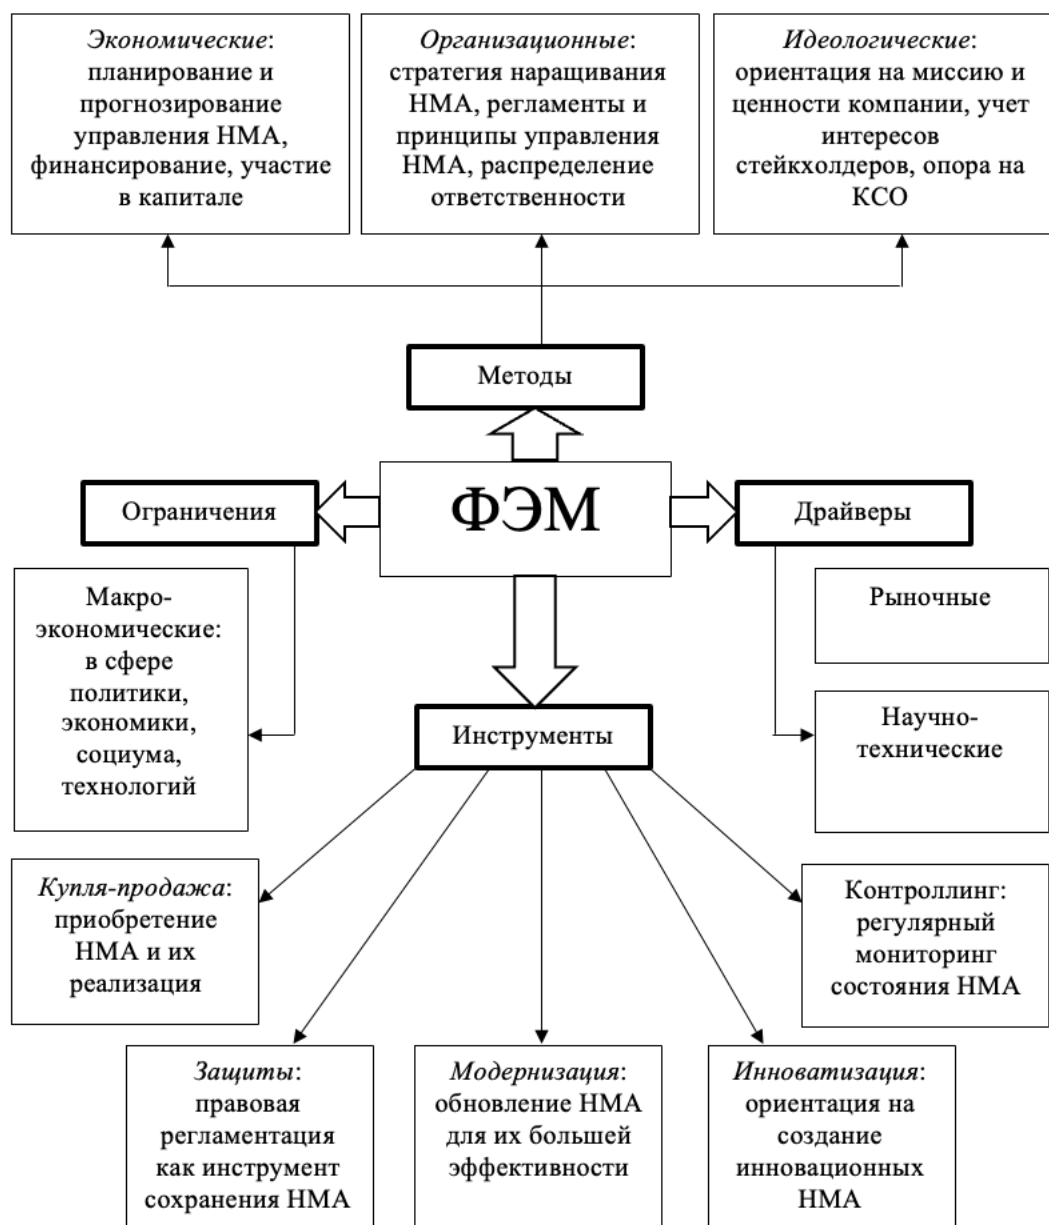 Экономические:
планирование и
прогнозирование
управления НМА,
финансирование, участие
в капитале
Организационные:
стратегия наращивания
НМА, регламенты и
принципы управления
НМА, распределение
ответственности
Идеологические:
ориентация на миссию и
ценности компании, учет
интересов
стейкхолдеров, опора на
КСО
Методы
Ограничения
ФЭМ
Драйверы
Макро-
экономические:
в сфере
политики,
экономики,
социума,
технологий
Рыночные
Научно-
технические
Инструменты
Купля-продажа:
приобретение
НМА и их
реализация
Контроллинг:
регулярный
мониторинг
состояния НМА
Защиты:
правовая
регламентация
как инструмент
сохранения НМА
Модернизация:
обновление НМА
для их большей
эффективности
Инноватизация:
ориентация на
создание
инновационных
НМА